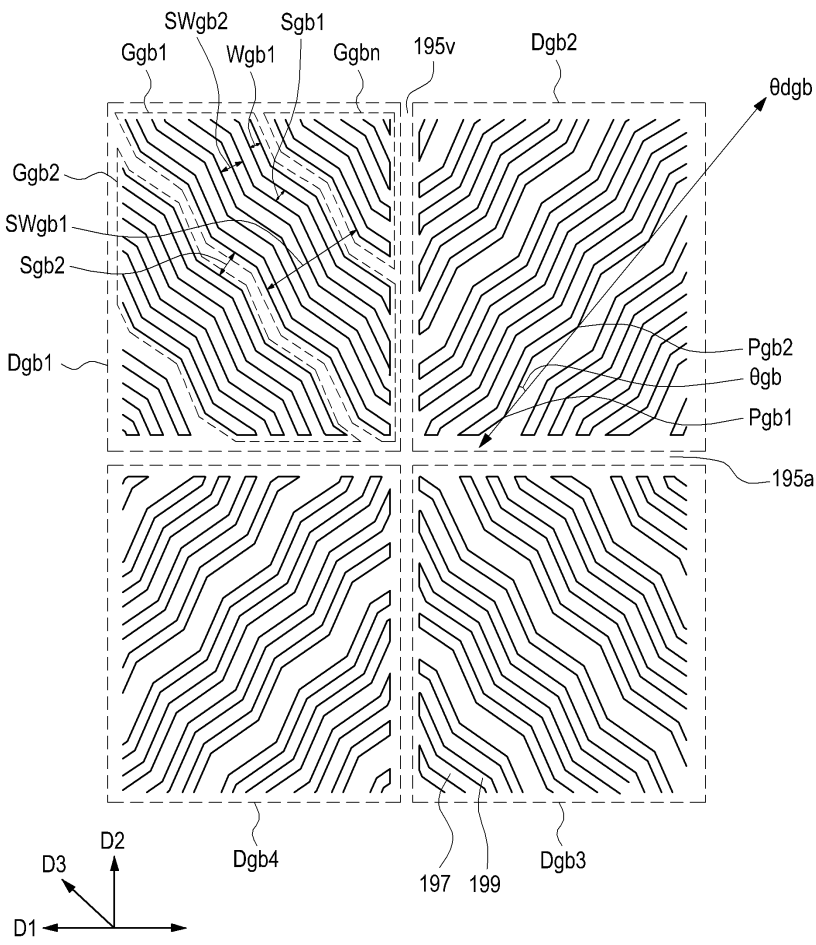 SWgb2
Sgb1
Ggb1
Wgb1
Ggbn
195v
Dgb2
θdgb
Ggb2
SWgb1
Sgb2
Dgb1
Pgb2
θgb
Pgb1
195a
Dgb4
197
199
Dgb3
D2
D3
D1